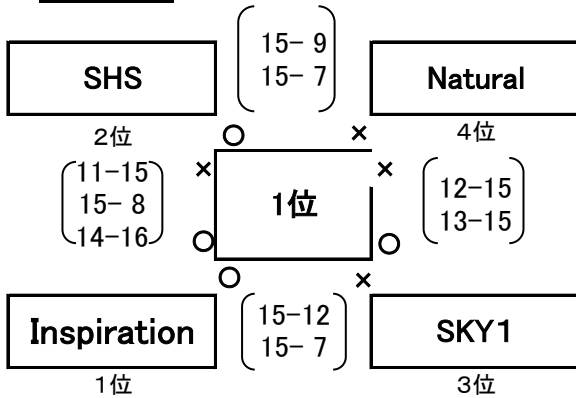 15- 9
15- 7
SHS
Natural
2位
4位
○ ×
11-15
15- 8
14-16
× ×
1位
12-15
13-15
○ ○
○ ×
Inspiration
15-12
15- 7
SKY1
1位
3位